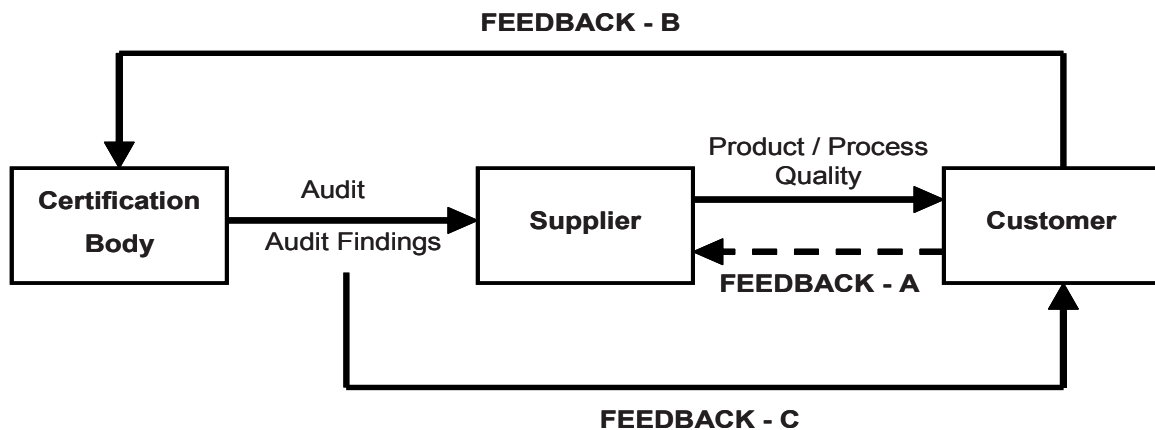 FEEDBACK - B
Certification
Body
Audit
Audit Findings
Supplier
Product / Process
Quality
FEEDBACK - A
Customer
FEEDBACK - C